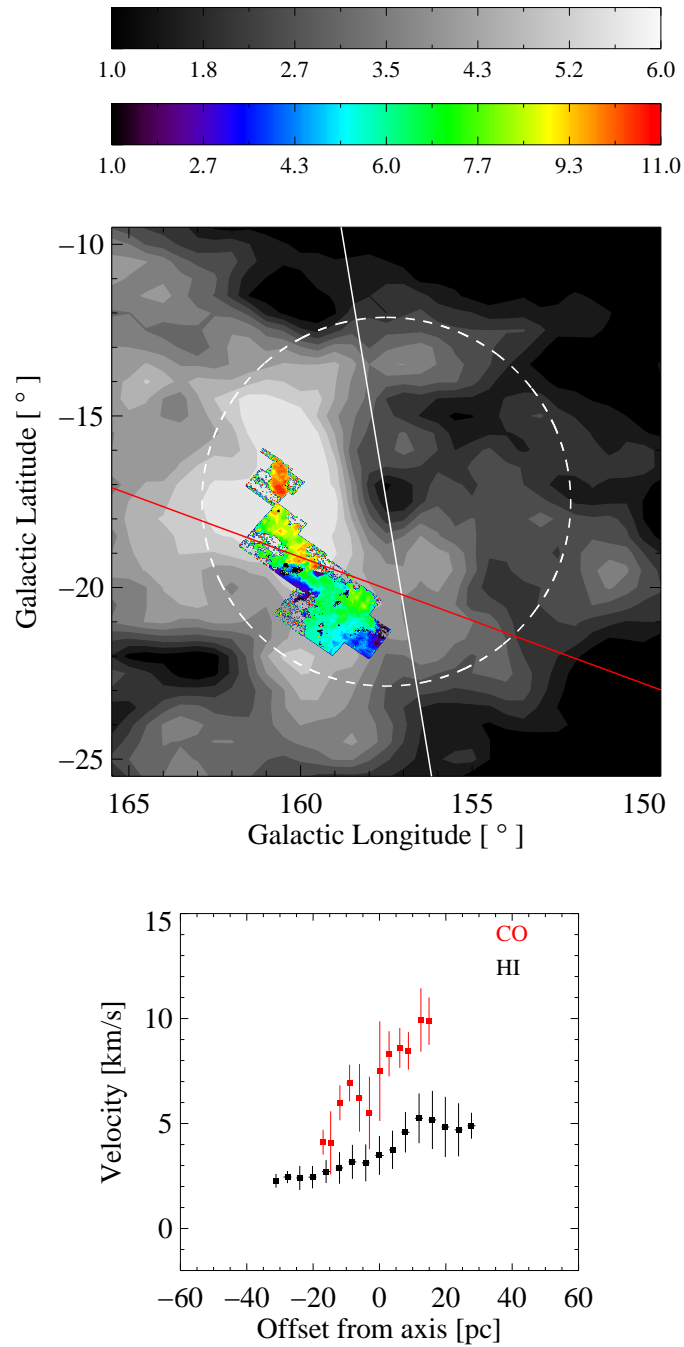 1.0 1.8 2.7 3.5 4.3 5.2 6.0
1.0 2.7 4.3 6.0 7.7 9.3 11.0
−10
−15
−20
−25
Galactic Latitude [ ° ]
165 160 155 150
Galactic Longitude [ ° ]
15
10
5
0
Velocity [km/s]
CO
HI
−60 −40 −20 0 20 40 60
Offset from axis [pc]